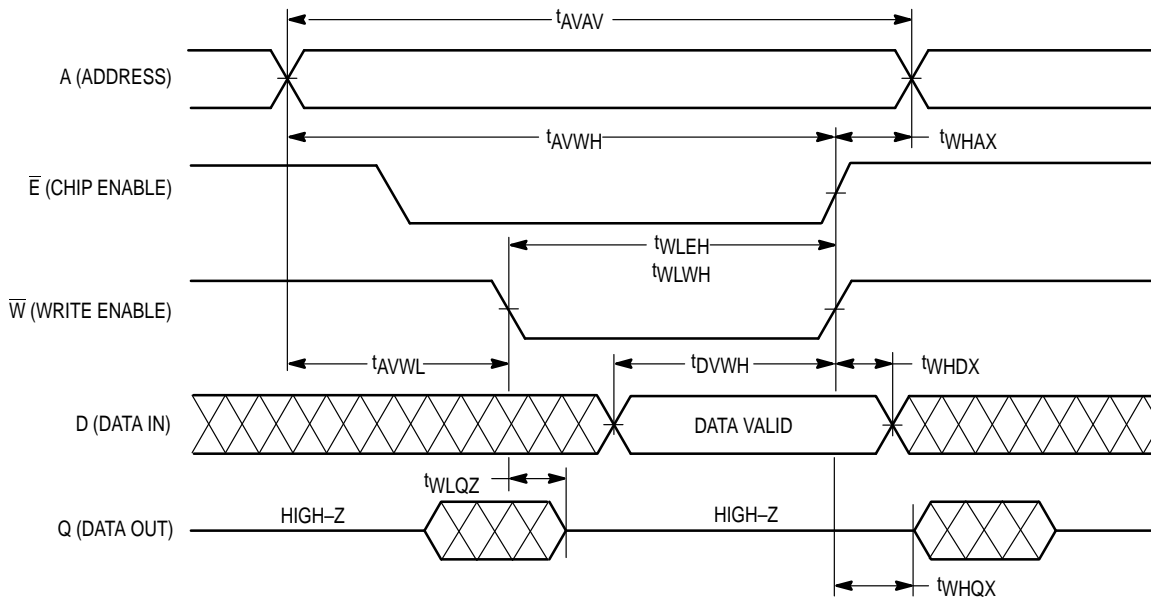 tAVAV
A (ADDRESS)
tAVWH
tWHAX
E̅ (CHIP ENABLE)
tWLEH
tWLWH
W̅ (WRITE ENABLE)
tAVWL
tDVWH
tWHDX
D (DATA IN)
DATA VALID
tWLQZ
Q (DATA OUT)
HIGH–Z
HIGH–Z
tWHQX